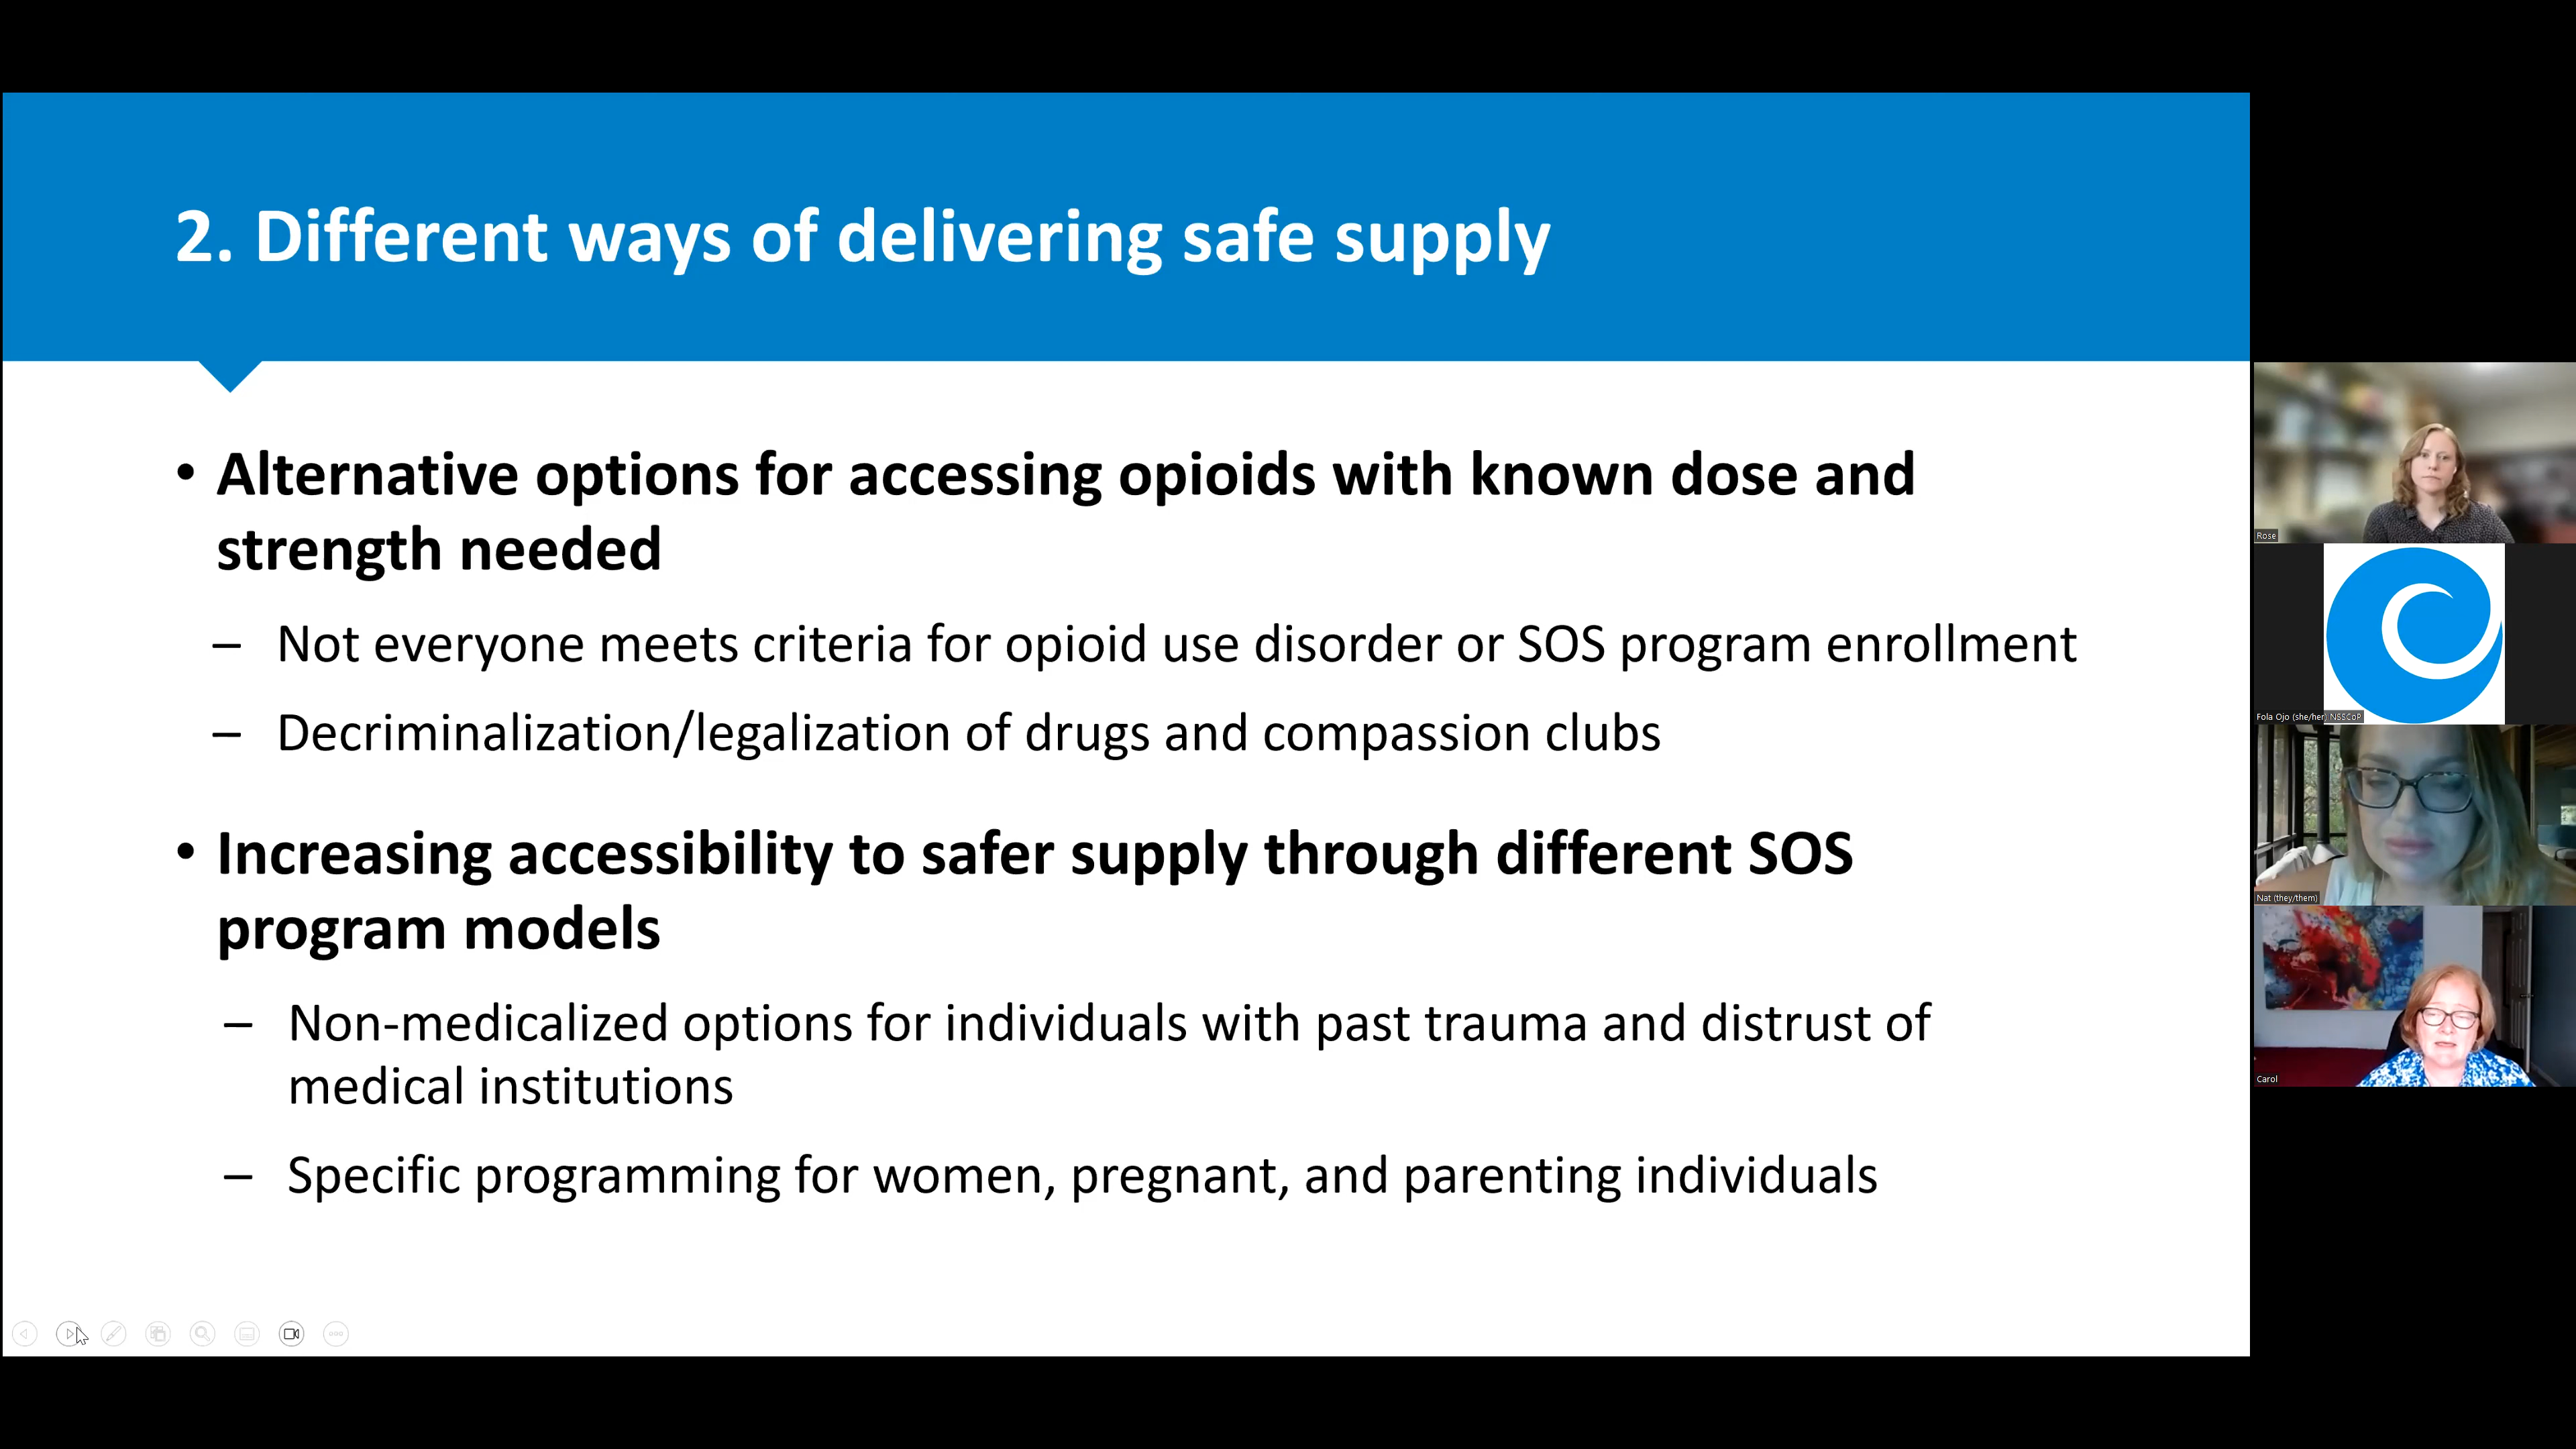 2. Different ways of delivering safe supply
• Alternative options for accessing opioids with known dose and
strength needed
– Not everyone meets criteria for opioid use disorder or SOS program enrollment
– Decriminalization/legalization of drugs and compassion clubs
• Increasing accessibility to safer supply through different SOS
program models
– Non-medicalized options for individuals with past trauma and distrust of
medical institutions
– Specific programming for women, pregnant, and parenting individuals
Rose
Fola Ojo (she/her) NSSCoP
Nat (they/them)
Carol